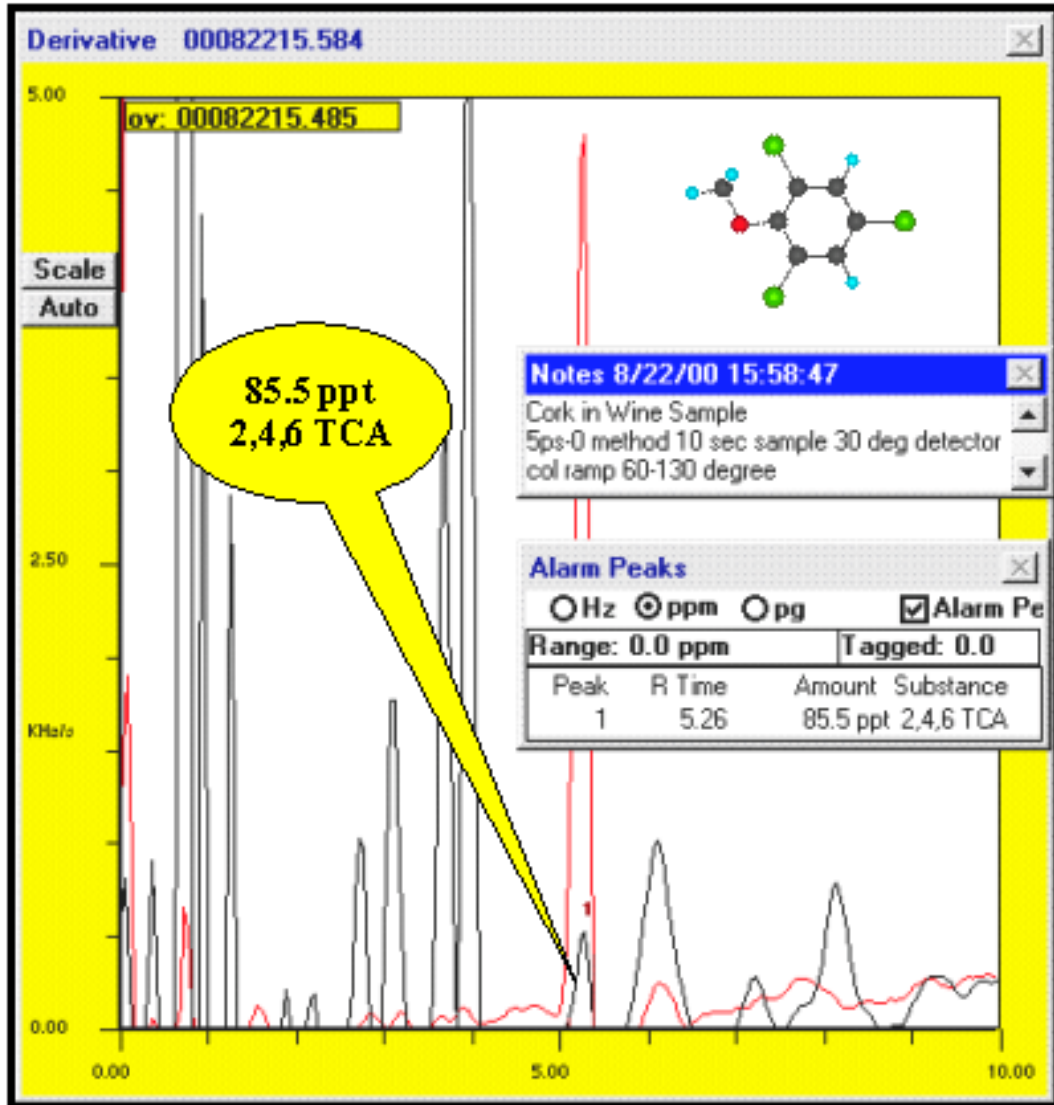 Derivative 00082215.584
5.00
ov: 00082215.485
Scale
Auto
85.5 ppt
2,4,6 TCA
Notes 8/22/00 15:58:47
Cork in Wine Sample
5ps-0 method 10 sec sample 30 deg detector
col ramp 60-130 degree
2.50
Alarm Peaks
Hz ppm pg Alarm Pe
Range: 0.0 ppm Tagged: 0.0
Peak R Time Amount Substance
1 5.26 85.5 ppt 2,4,6 TCA
KHz/s
1
0.00
0.00 5.00 10.00